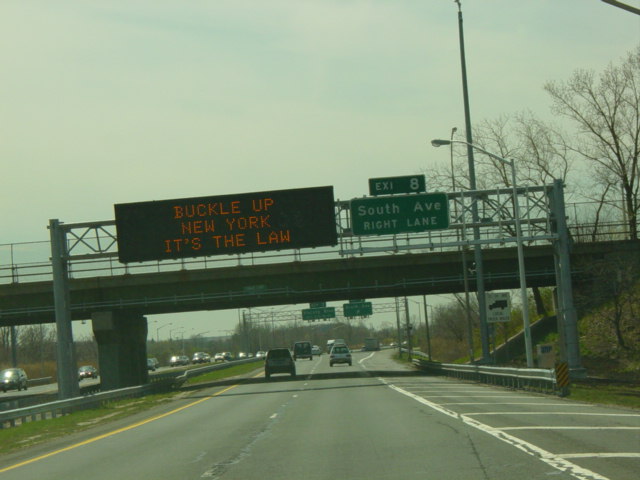 BUCKLE UP
NEW YORK
IT'S THE LAW
EXI 8
South Ave
RIGHT LANE